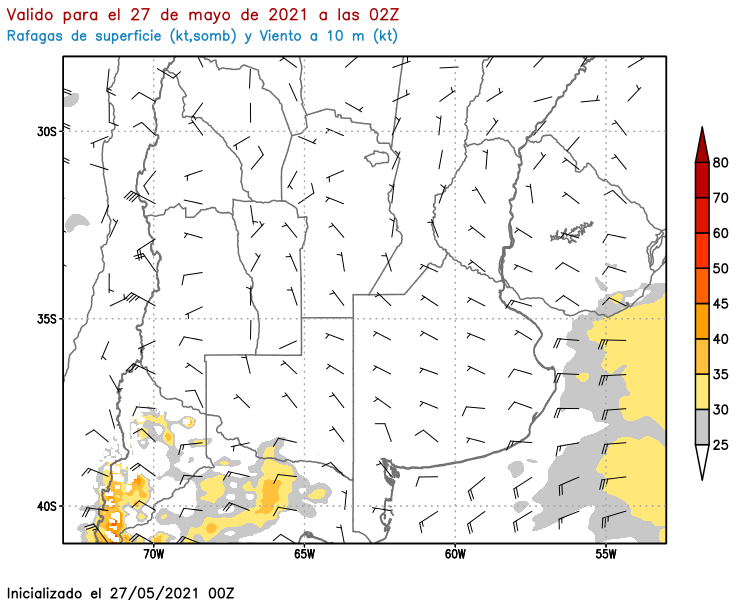 Valido para el 27 de mayo de 2021 a las 02Z
Rafagas de superficie (kt,somb) y Viento a 10 m (kt)
30S
35S
40S
70W
65W
60W
55W
80
70
60
50
45
40
35
30
25
Inicializado el 27/05/2021 00Z